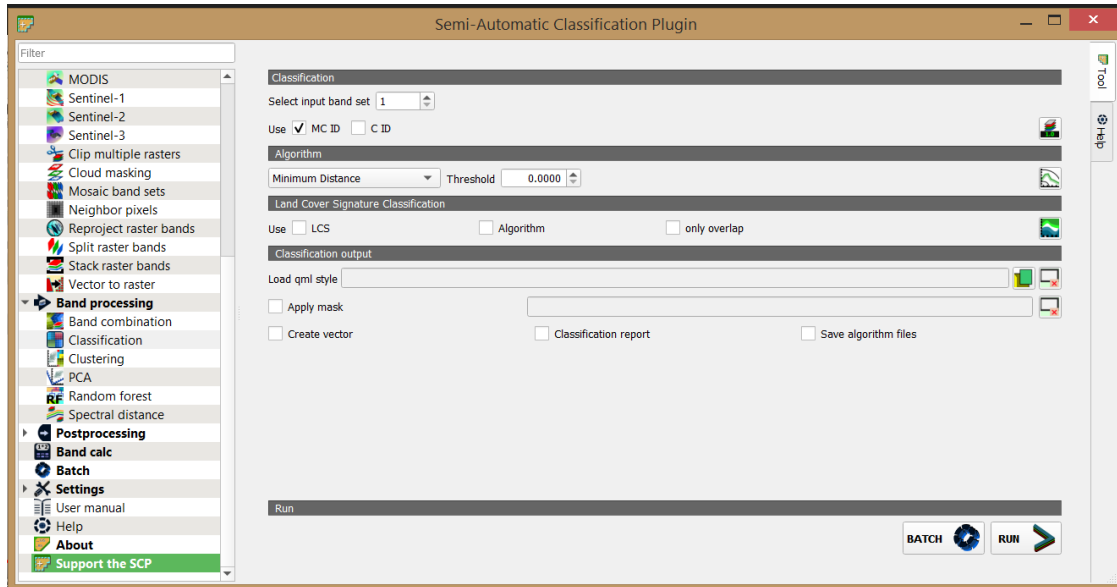 Semi-Automatic Classification Plugin
Filter
MODIS
Sentinel-1
Sentinel-2
Sentinel-3
Clip multiple rasters
Cloud masking
Mosaic band sets
Neighbor pixels
Reproject raster bands
Split raster bands
Stack raster bands
Vector to raster
Band processing
Band combination
Classification
Clustering
PCA
RF Random forest
Spectral distance
Postprocessing
Band calc
Batch
Settings
User manual
Help
About
Support the SCP
Classification
Select input band set 1
Use MC ID C ID
Algorithm
Minimum Distance Threshold 0.0000
Land Cover Signature Classification
Use LCS Algorithm only overlap
Classification output
Load qml style
Apply mask
Create vector Classification report Save algorithm files
Run
BATCH RUN
Tool
Help